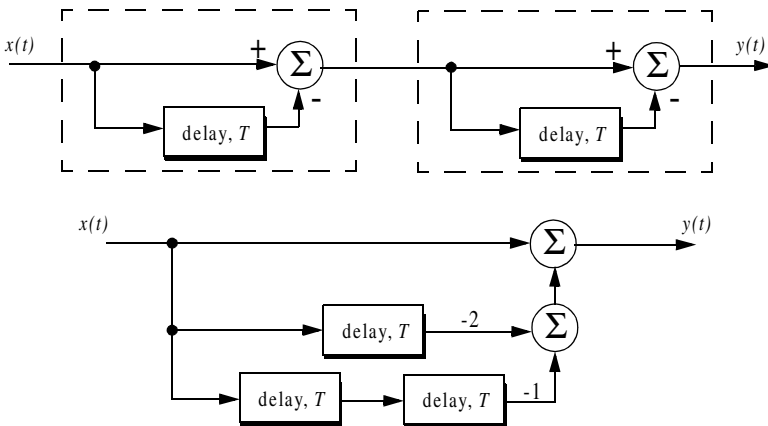 x(t) + Σ - delay, T + Σ - delay, T y(t)
x(t) Σ y(t)
delay, T -2 Σ
delay, T delay, T -1